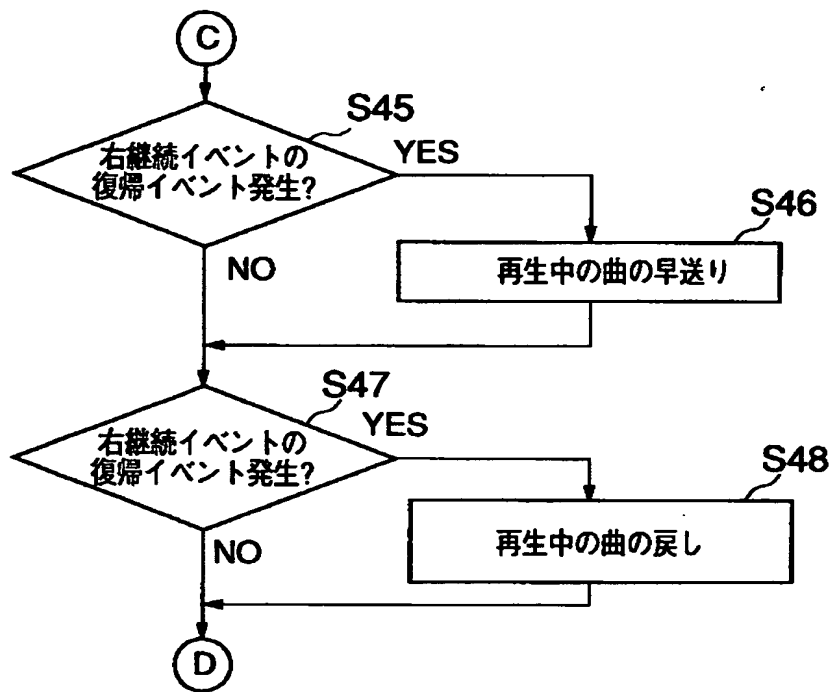 C
S45
右継続イベントの
復帰イベント発生?
YES
S46
再生中の曲の早送り
NO
S47
右継続イベントの
復帰イベント発生?
YES
S48
再生中の曲の戻し
NO
D